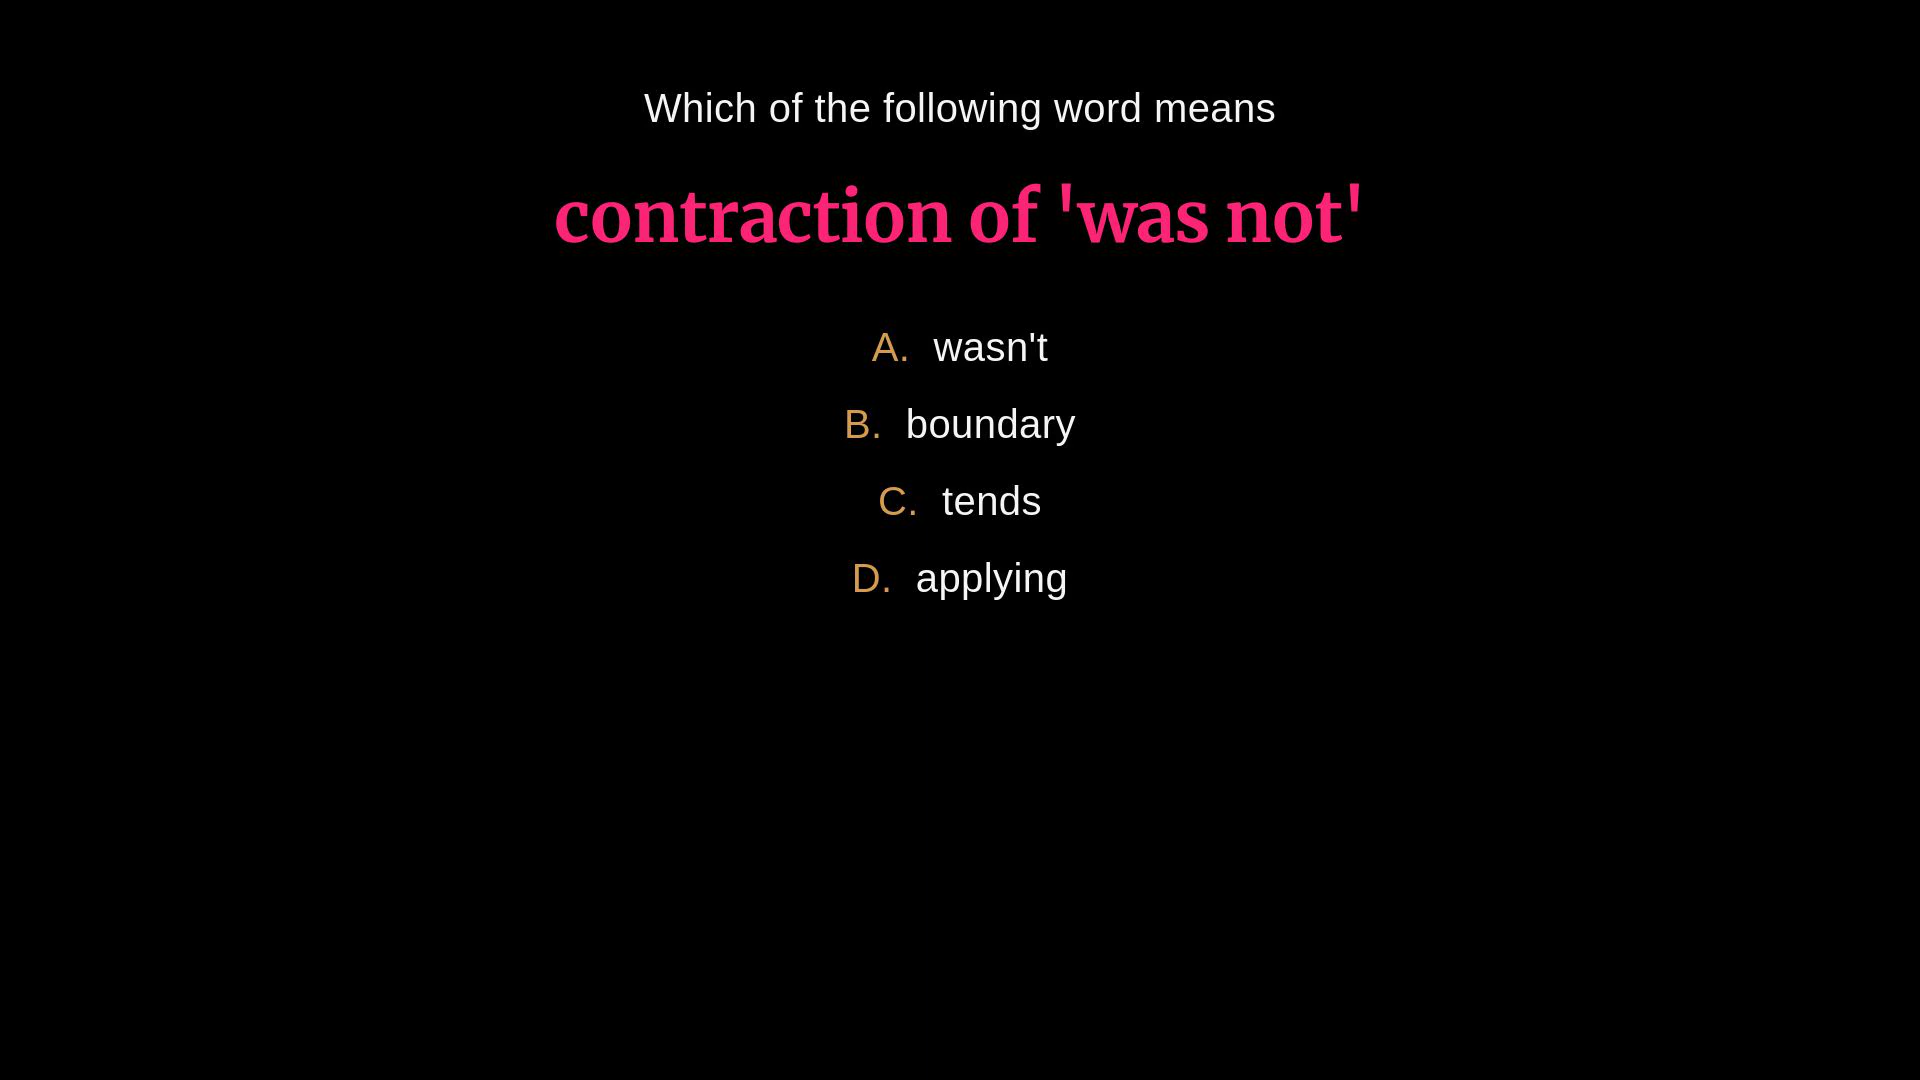 Which of the following word means
contraction of 'was not'
A. wasn't
B. boundary
C. tends
D. applying